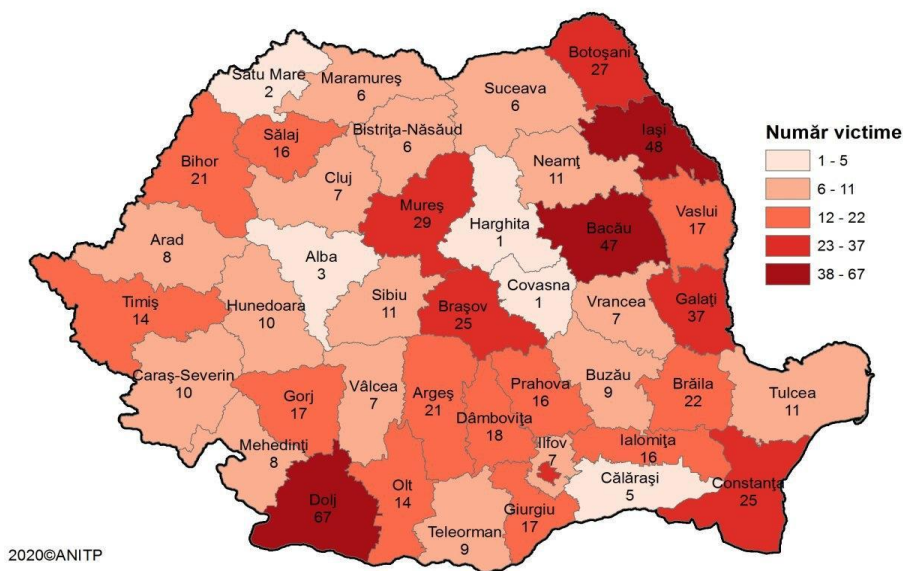 Botoşani
27
Satu Mare
2
Maramureş
6
Suceava
6
Iaşi
48
Număr victime
1 - 5
6 - 11
12 - 22
23 - 37
38 - 67
Sălaj
16
Bistriţa-Năsăud
6
Bihor
21
Cluj
7
Neamţ
11
Mureş
29
Harghita
1
Bacău
47
Vaslui
17
Arad
8
Alba
3
Covasna
1
Timiş
14
Hunedoara
10
Sibiu
11
Braşov
25
Vrancea
7
Galaţi
37
Caraş-Severin
10
Gorj
17
Vâlcea
7
Argeş
21
Prahova
16
Dâmboviţa
18
Buzău
9
Brăila
22
Tulcea
11
Mehedinţi
8
Ilfov
7
Ialomiţa
16
Dolj
67
Olt
14
Teleorman
9
Giurgiu
17
Călăraşi
5
Constanţa
25
2020©ANITP